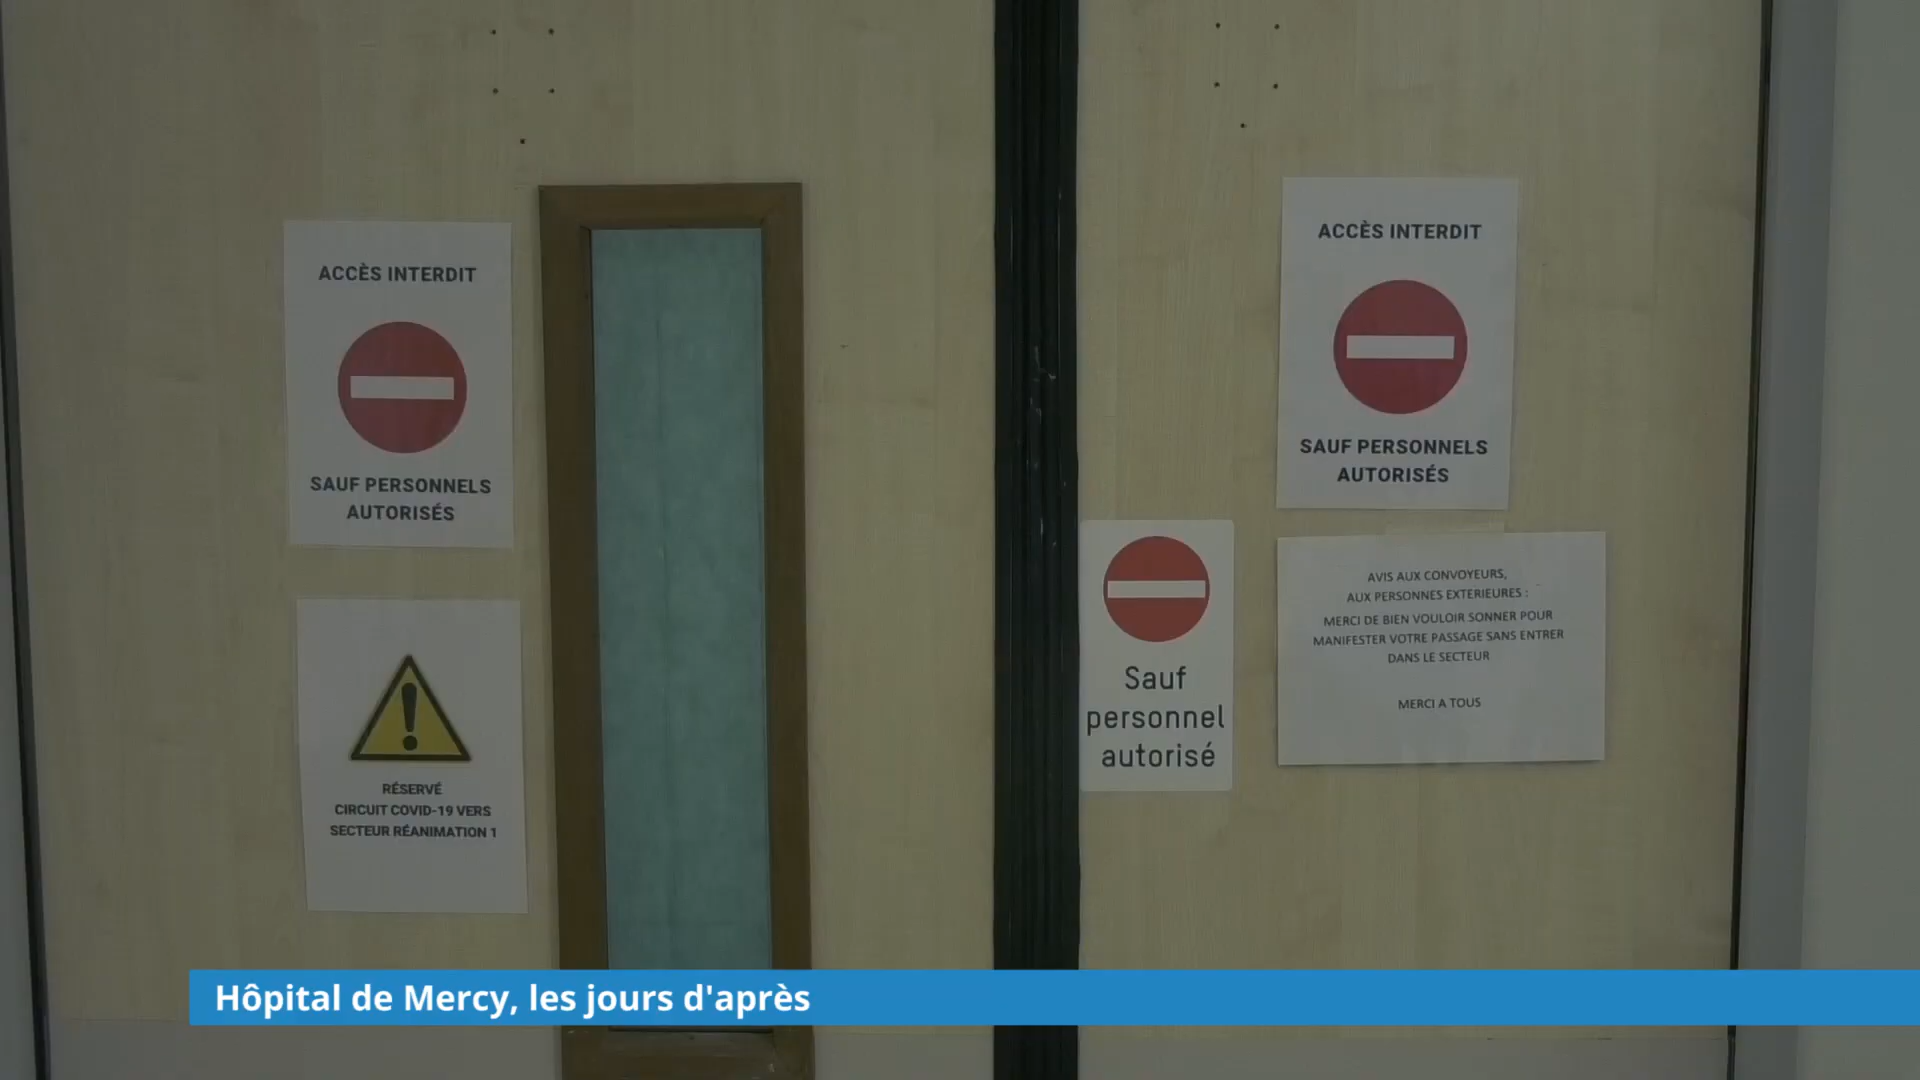 ACCÈS INTERDIT
SAUF PERSONNELS
AUTORISÉS
RÉSERVÉ
CIRCUIT COVID-19 VERS
SECTEUR RÉANIMATION 1
ACCÈS INTERDIT
SAUF PERSONNELS
AUTORISÉS
Sauf
personnel
autorisé
AVIS AUX CONVOYEURS,
AUX PERSONNES EXTERIEURES :
MERCI DE BIEN VOULOIR SONNER POUR
MANIFESTER VOTRE PASSAGE SANS ENTRER
DANS LE SECTEUR
MERCI A TOUS
Hôpital de Mercy, les jours d'après